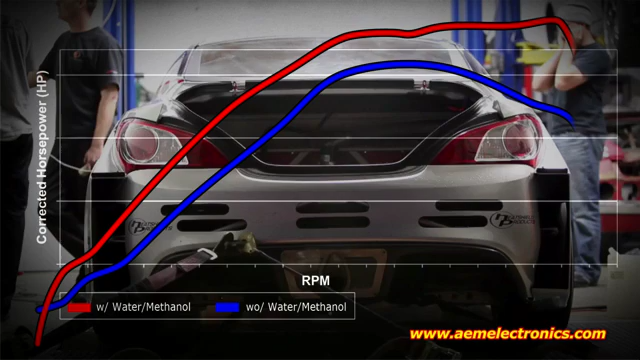 Corrected Horsepower (HP)
RPM
w/ Water/Methanol
wo/ Water/Methanol
www.aemelectronics.com